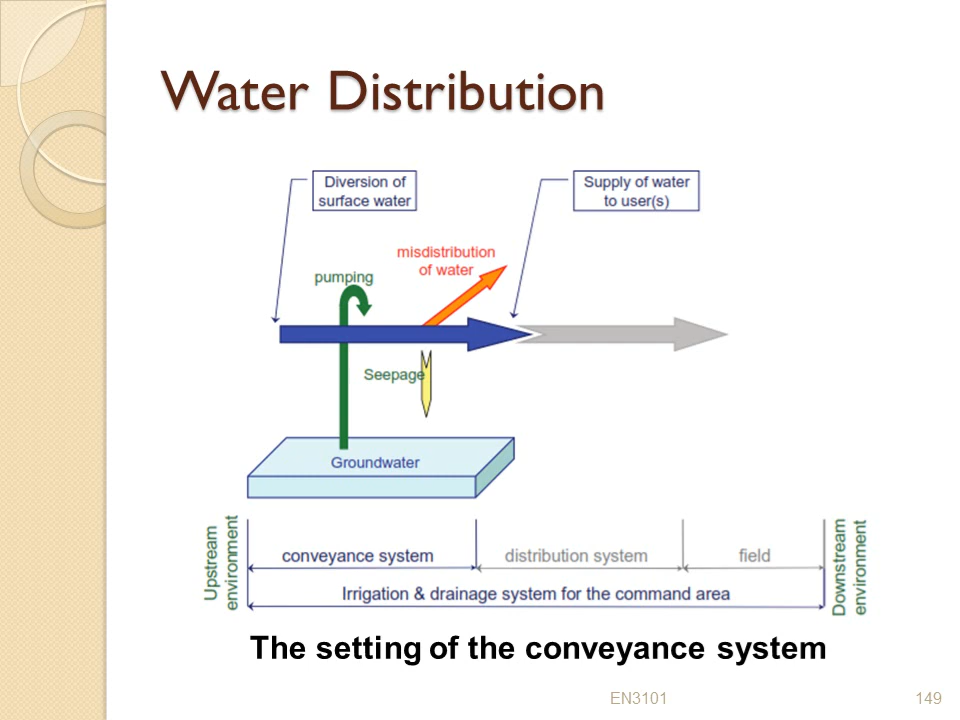 Water Distribution
Diversion of
surface water
Supply of water
to user(s)
misdistribution
of water
pumping
Seepage
Groundwater
Upstream
environment
conveyance system
distribution system
field
Downstream
environment
Irrigation & drainage system for the command area
The setting of the conveyance system
EN3101
149